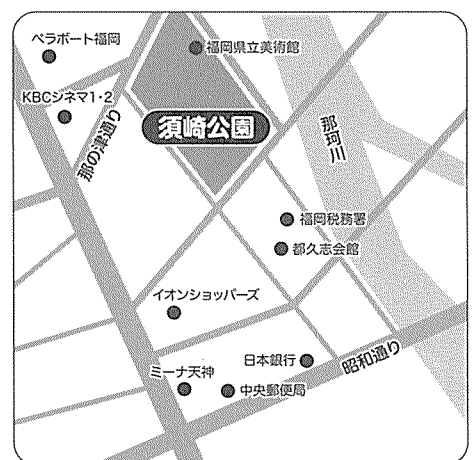 ベラポート福岡
福岡県立美術館
KBCシネマ1・2
須崎公園
那の津通り
那珂川
福岡税務署
都久志会館
イオンショッパーズ
日本銀行
昭和通り
ミーナ天神
中央郵便局